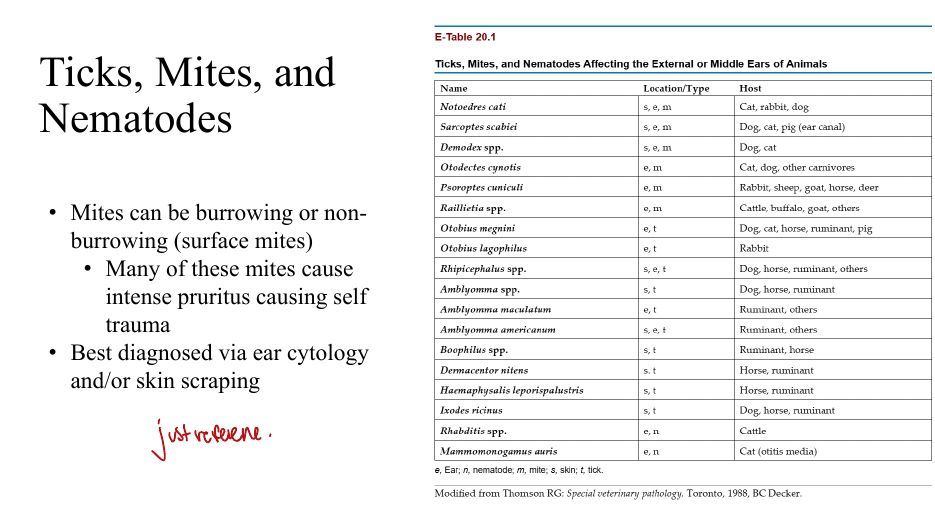 Ticks, Mites, and
Nematodes
• Mites can be burrowing or non-
burrowing (surface mites)
• Many of these mites cause
intense pruritus causing self
trauma
• Best diagnosed via ear cytology
and/or skin scraping
just reference.
E-Table 20.1
Ticks, Mites, and Nematodes Affecting the External or Middle Ears of Animals
Name Location/Type Host
Notoedres cati s, e, m Cat, rabbit, dog
Sarcoptes scabiei s, e, m Dog, cat, pig (ear canal)
Demodex spp. s, e, m Dog, cat
Otodectes cynotis e, m Cat, dog, other carnivores
Psoroptes cuniculi e, m Rabbit, sheep, goat, horse, deer
Raillietia spp. e, m Cattle, buffalo, goat, others
Otobius megnini e, t Dog, cat, horse, ruminant, pig
Otobius lagophilus e, t Rabbit
Rhipicephalus spp. s, e, t Dog, horse, ruminant, others
Amblyomma spp. s, t Dog, horse, ruminant
Amblyomma maculatum e, t Ruminant, others
Amblyomma americanum s, e, t Ruminant, others
Boophilus spp. s, t Ruminant, horse
Dermacentor nitens s. t Horse, ruminant
Haemaphysalis leporispalustris s, t Horse, ruminant
Ixodes ricinus s, t Dog, horse, ruminant
Rhabditis spp. e, n Cattle
Mammomonogamus auris e, n Cat (otitis media)
e, Ear; n, nematode; m, mite; s, skin; t, tick.
Modified from Thomson RG: Special veterinary pathology. Toronto, 1988, BC Decker.